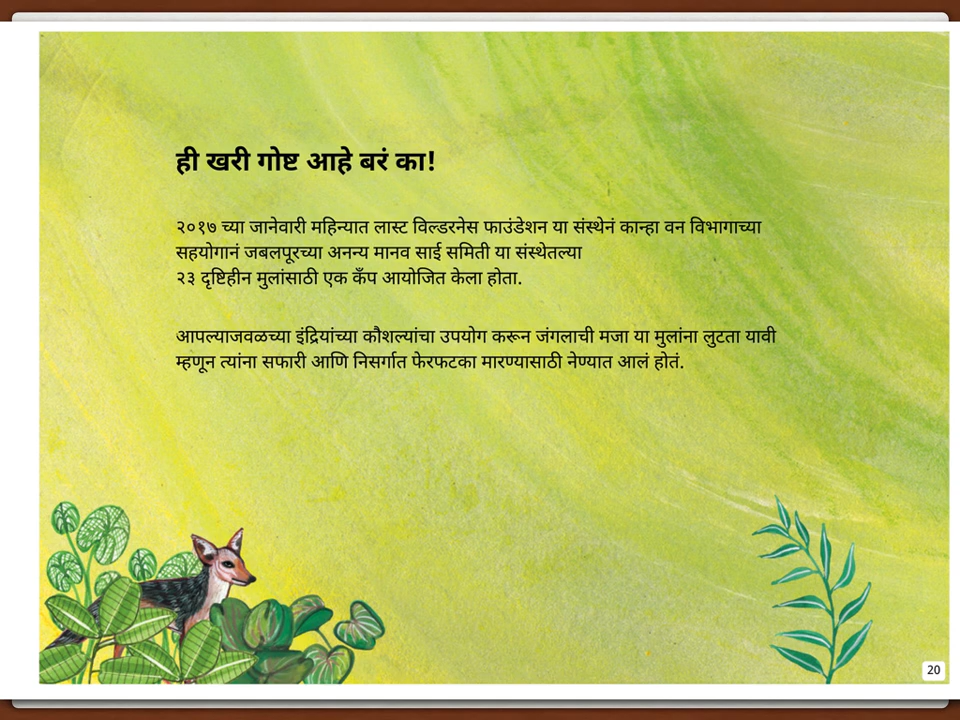 ही खरी गोष्ट आहे बरं का!
२०१७ च्या जानेवारी महिन्यात लास्ट विल्डरनेस फाउंडेशन या संस्थेनं कान्हा वन विभागाच्या
सहयोगानं जबलपूरच्या अनन्य मानव साई समिती या संस्थेतल्या
२३ दृष्टिहीन मुलांसाठी एक कँप आयोजित केला होता.
आपल्याजवळच्या इंद्रियांच्या कौशल्यांचा उपयोग करून जंगलाची मजा या मुलांना लुटता यावी
म्हणून त्यांना सफारी आणि निसर्गात फेरफटका मारण्यासाठी नेण्यात आलं होतं.
20